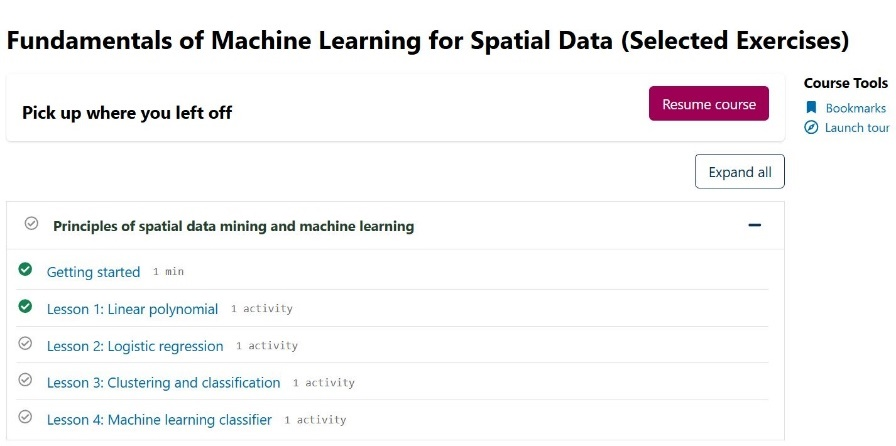 Fundamentals of Machine Learning for Spatial Data (Selected Exercises)
Pick up where you left off
Resume course
Course Tools
Bookmarks
Launch tour
Expand all
Principles of spatial data mining and machine learning
Getting started 1 min
Lesson 1: Linear polynomial 1 activity
Lesson 2: Logistic regression 1 activity
Lesson 3: Clustering and classification 1 activity
Lesson 4: Machine learning classifier 1 activity